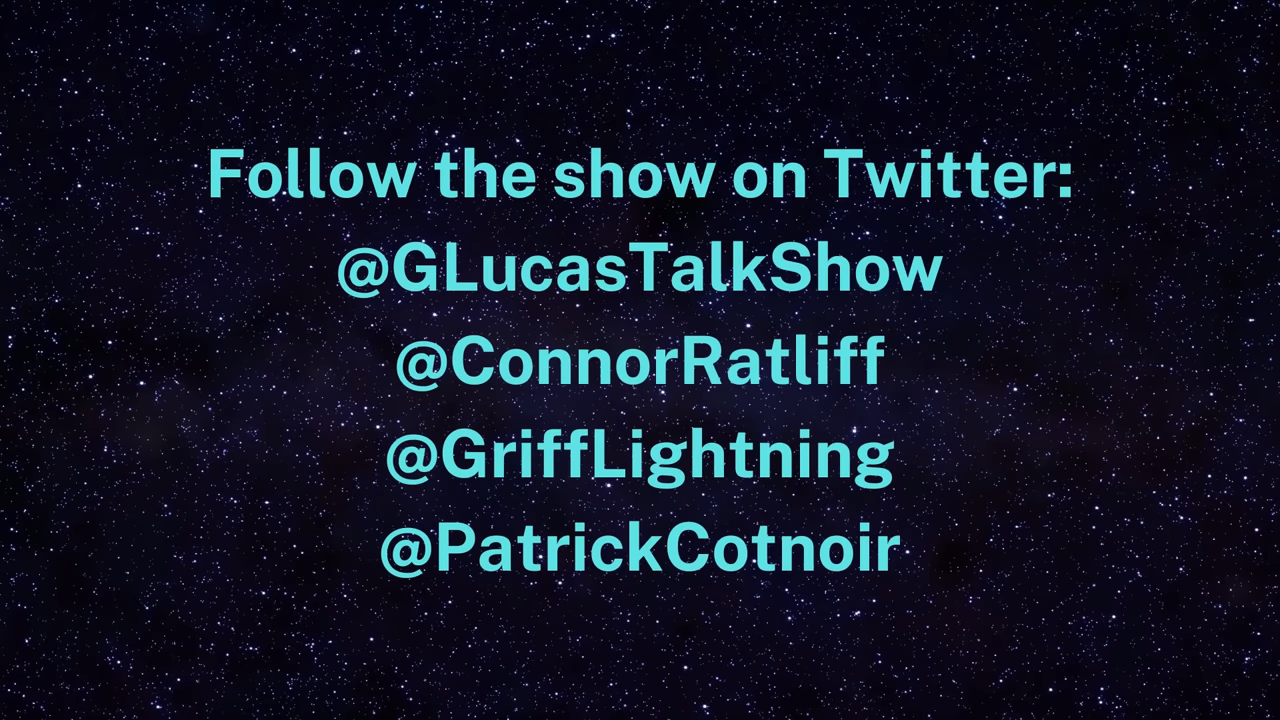 Follow the show on Twitter:
@GLucasTalkShow
@ConnorRatliff
@GriffLightning
@PatrickCotnoir